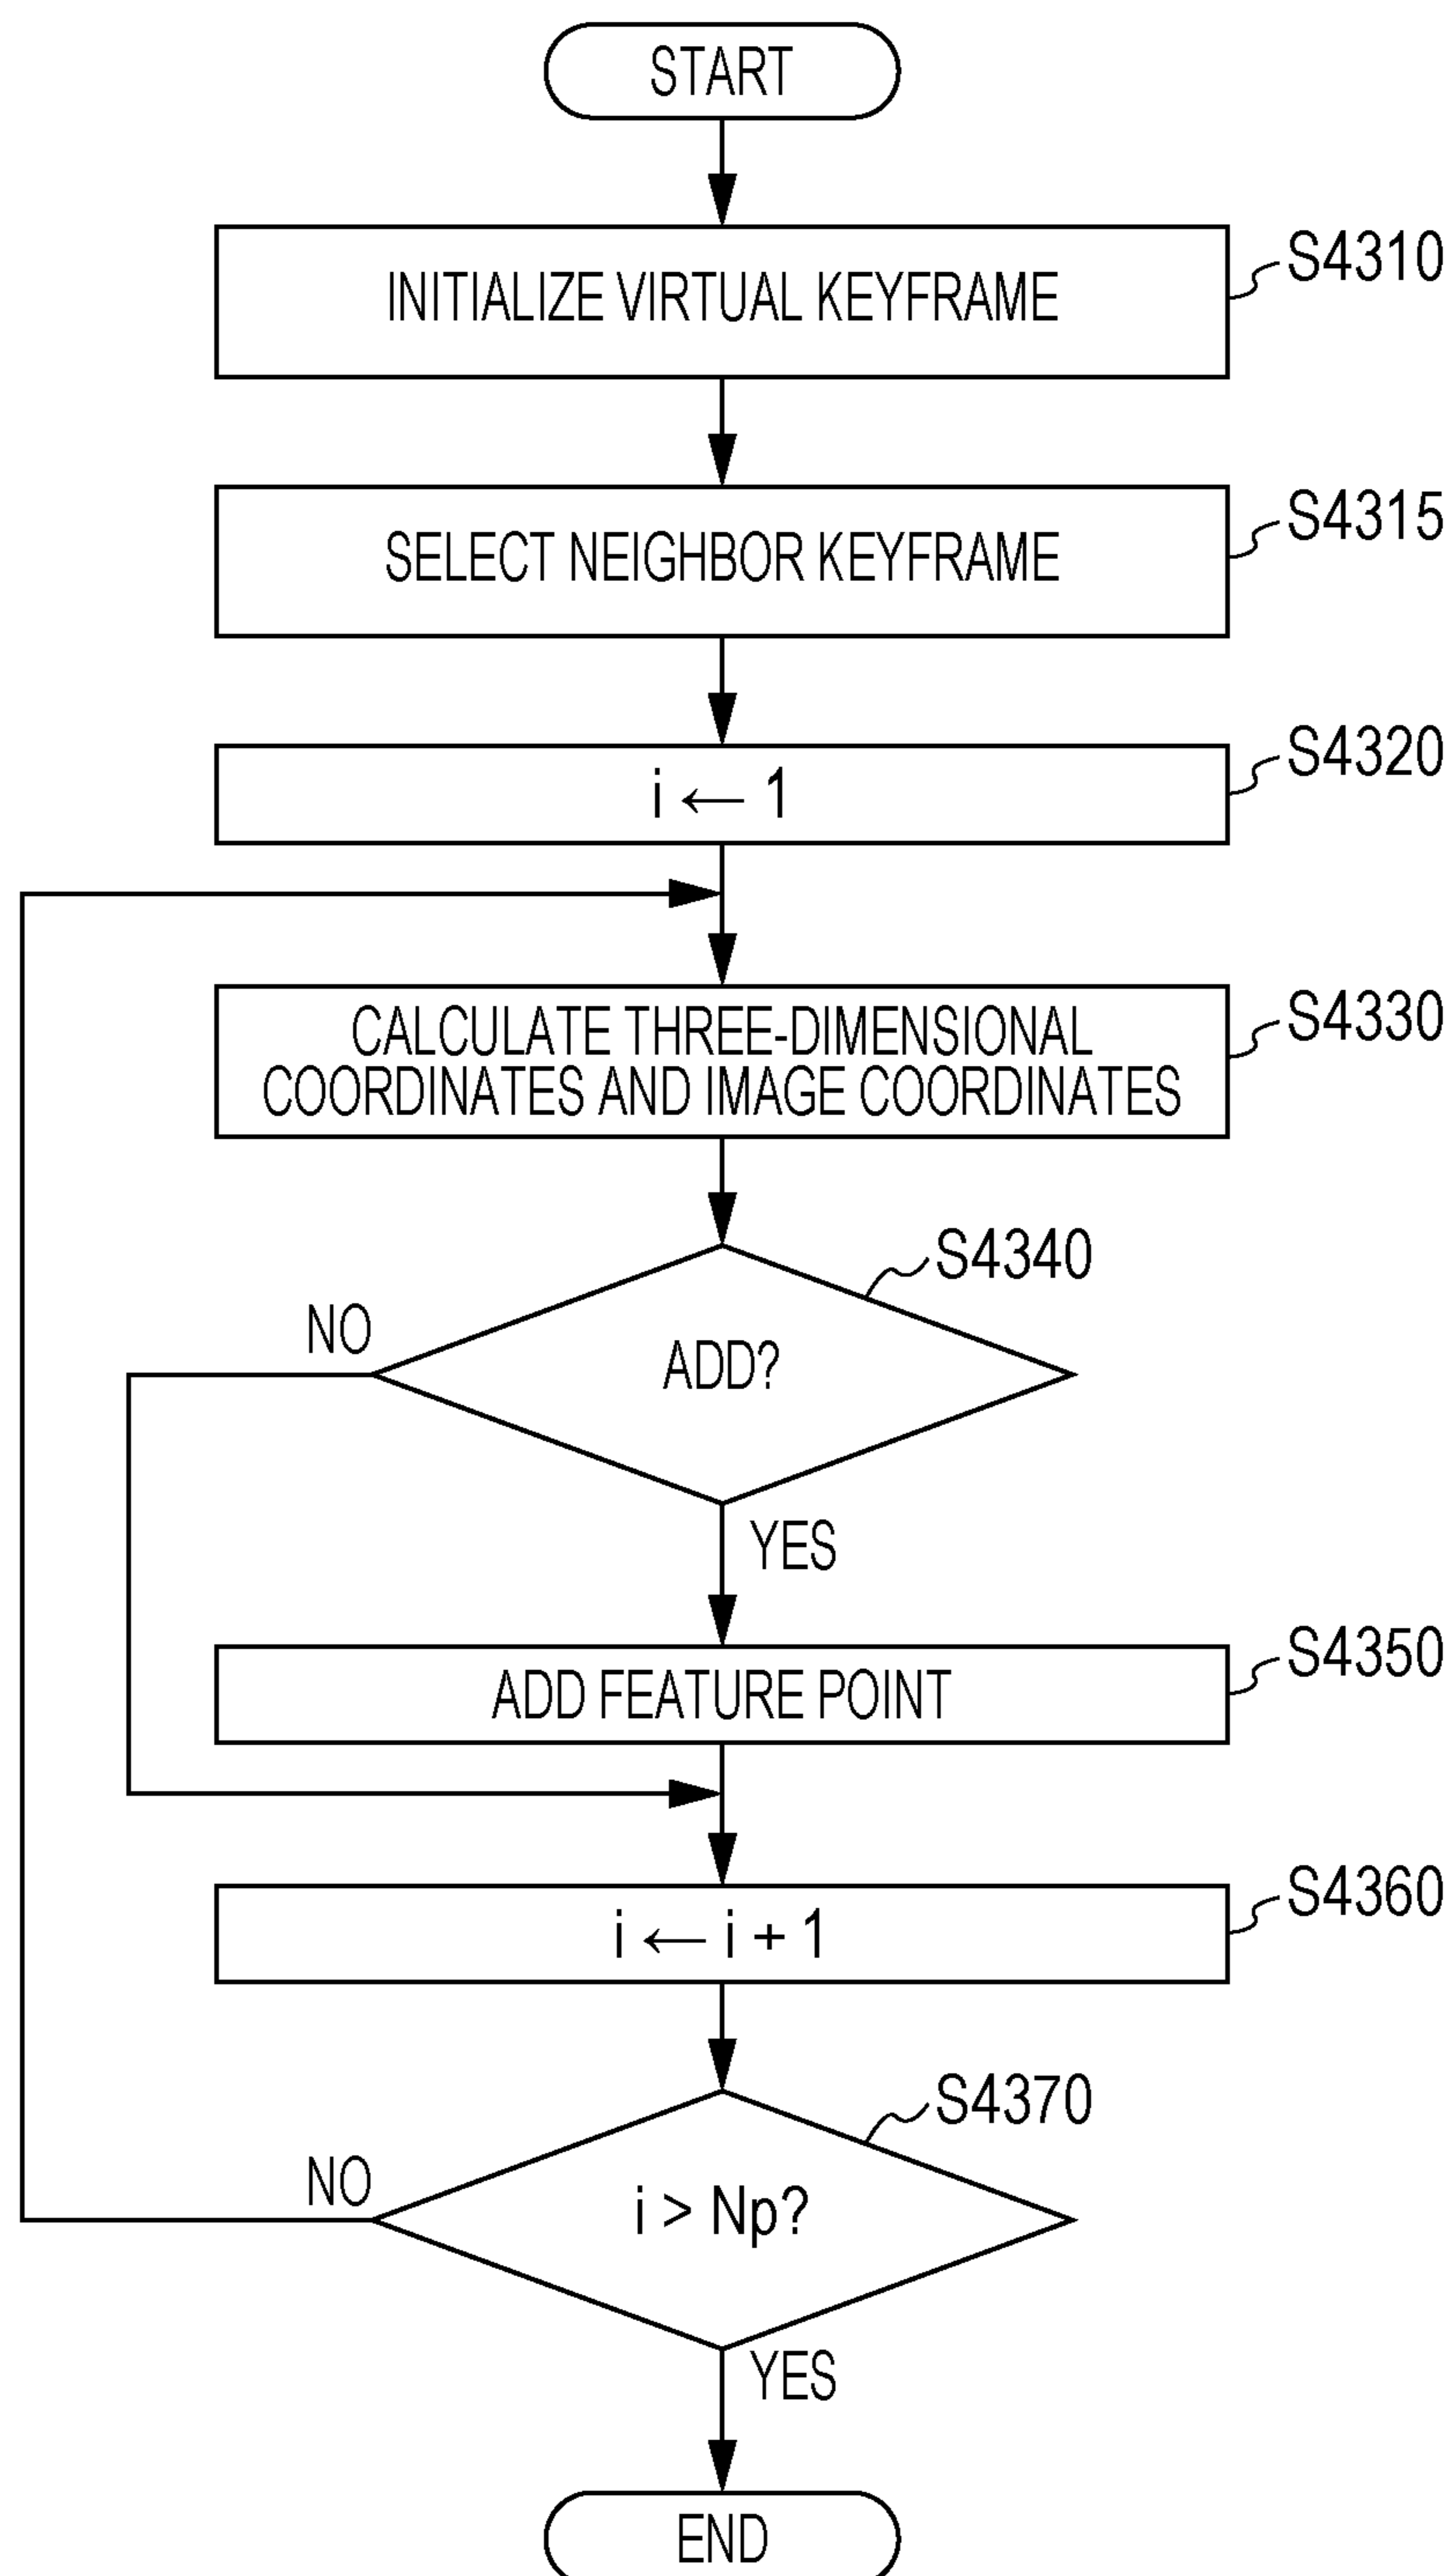 START
INITIALIZE VIRTUAL KEYFRAME
S4310
SELECT NEIGHBOR KEYFRAME
S4315
i ← 1
S4320
CALCULATE THREE-DIMENSIONAL
COORDINATES AND IMAGE COORDINATES
S4330
S4340
NO
ADD?
YES
ADD FEATURE POINT
S4350
i ← i + 1
S4360
S4370
NO
i > Np?
YES
END